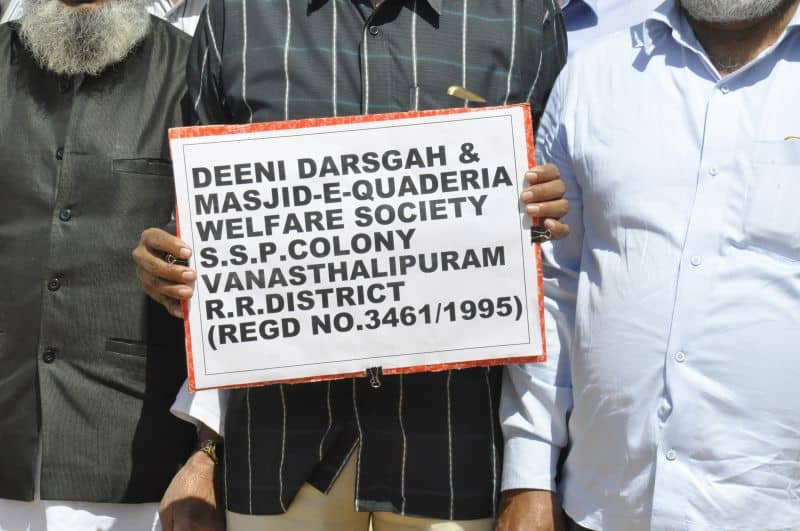 DEENI DARSGAH &
MASJID-E-QUADERIA
WELFARE SOCIETY
S.S.P.COLONY
VANASTHALIPURAM
R.R.DISTRICT
(REGD NO.3461/1995)